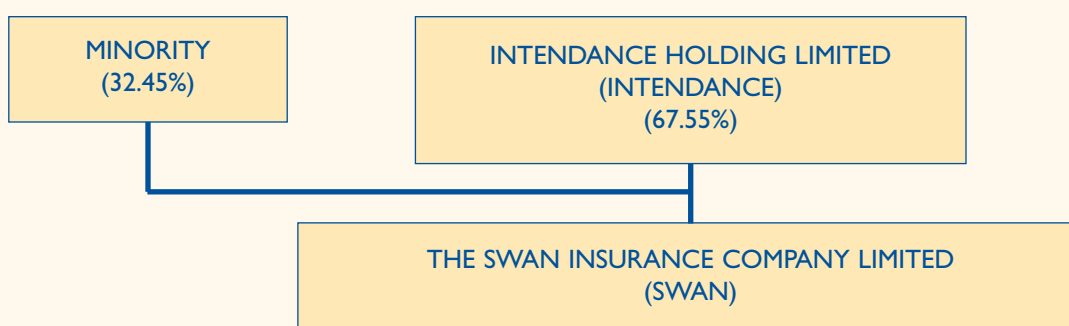 MINORITY
(32.45%)
INTENDANCE HOLDING LIMITED
(INTENDANCE)
(67.55%)
THE SWAN INSURANCE COMPANY LIMITED
(SWAN)